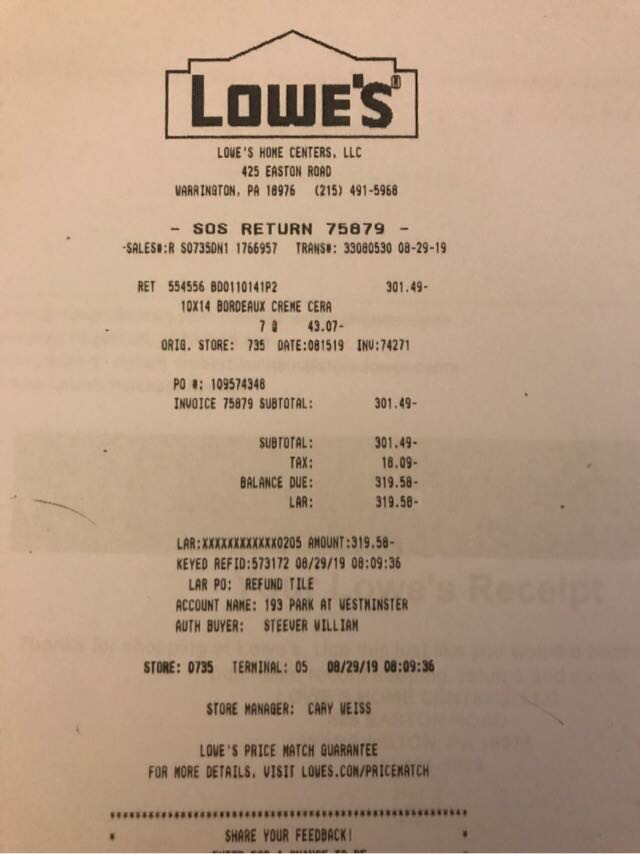 LOWE'S®
LOWE'S HOME CENTERS, LLC
425 EASTON ROAD
WARRINGTON, PA 18976 (215) 491-5968
- SOS RETURN 75879 -
-SALES#:R S0735DN1 1766957 TRANS#: 33080530 08-29-19
RET 554556 BD0110141P2 301.49-
10X14 BORDEAUX CREME CERA
7 @ 43.07-
ORIG. STORE: 735 DATE:081519 INV:74271
PO #: 109574348
INVOICE 75879 SUBTOTAL: 301.49-
SUBTOTAL: 301.49-
TAX: 18.09-
BALANCE DUE: 319.58-
LAR: 319.58-
LAR:XXXXXXXXXXXX0205 AMOUNT:319.58-
KEYED REFID:573172 08/29/19 08:09:36
LAR PO: REFUND TILE
ACCOUNT NAME: 193 PARK AT WESTMINSTER
AUTH BUYER: STEEVER WILLIAM
STORE: 0735 TERMINAL: 05 08/29/19 08:09:36
STORE MANAGER: CARY WEISS
LOWE'S PRICE MATCH GUARANTEE
FOR MORE DETAILS, VISIT LOWES.COM/PRICEMATCH
* SHARE YOUR FEEDBACK! *